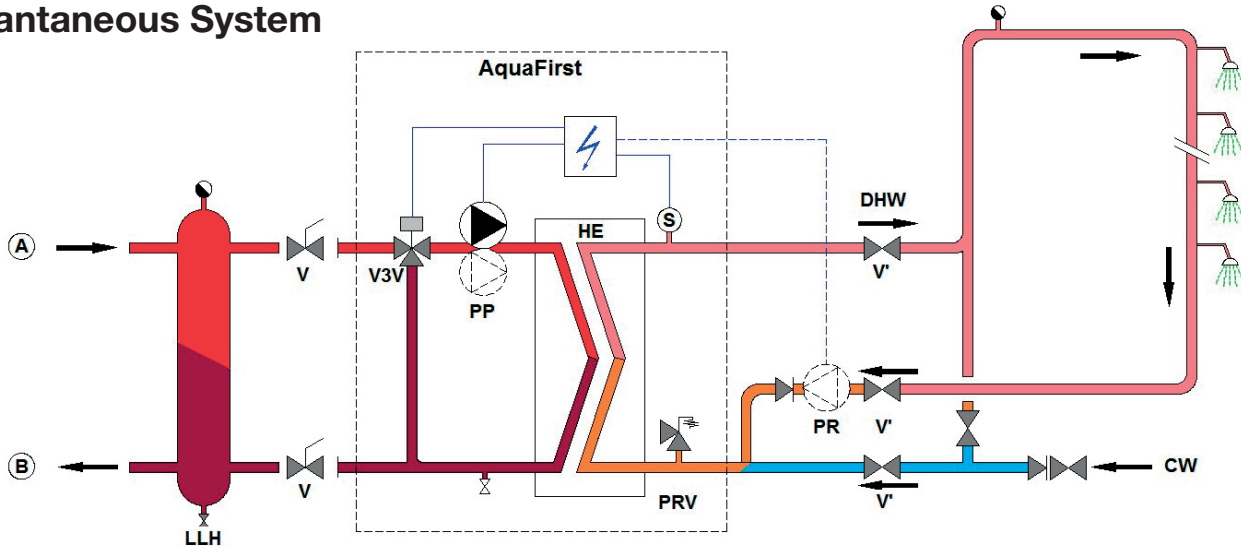 antaneous System
AquaFirst
DHW
HE
S
A
V
V3V
PP
V'
PR
V'
B
V
PRV
V'
CW
LLH